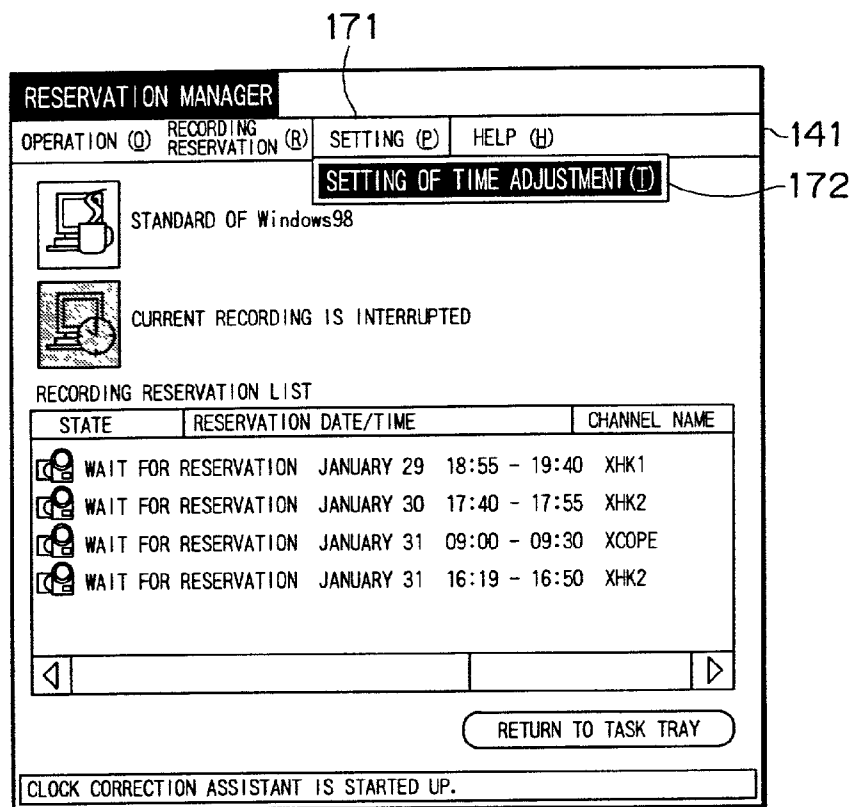 171
RESERVATION MANAGER
OPERATION (O) RECORDING RESERVATION (R) SETTING (P) HELP (H)
141
SETTING OF TIME ADJUSTMENT(T)
172
STANDARD OF Windows98
CURRENT RECORDING IS INTERRUPTED
RECORDING RESERVATION LIST
STATE RESERVATION DATE/TIME CHANNEL NAME
WAIT FOR RESERVATION JANUARY 29 18:55 - 19:40 XHK1
WAIT FOR RESERVATION JANUARY 30 17:40 - 17:55 XHK2
WAIT FOR RESERVATION JANUARY 31 09:00 - 09:30 XCOPE
WAIT FOR RESERVATION JANUARY 31 16:19 - 16:50 XHK2
RETURN TO TASK TRAY
CLOCK CORRECTION ASSISTANT IS STARTED UP.